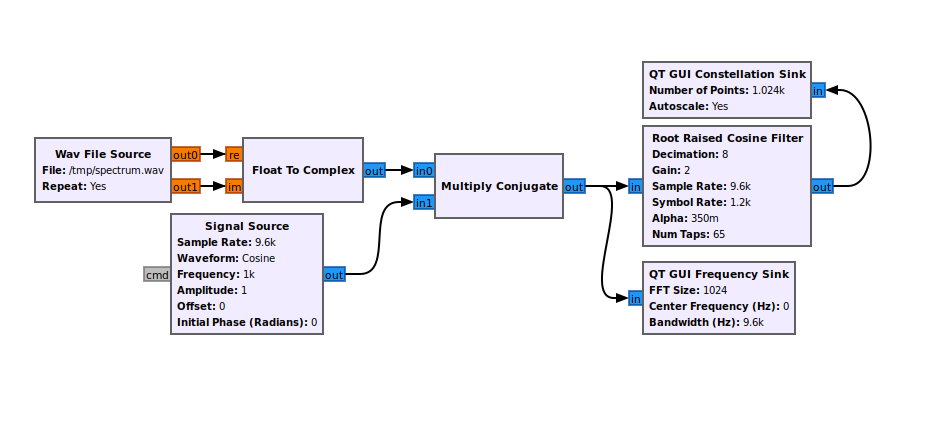 Wav File Source
File: /tmp/spectrum.wav
Repeat: Yes
out0
out1
re
im
Float To Complex
out
Signal Source
Sample Rate: 9.6k
Waveform: Cosine
Frequency: 1k
Amplitude: 1
Offset: 0
Initial Phase (Radians): 0
cmd
out
in0
in1
Multiply Conjugate
out
QT GUI Constellation Sink
Number of Points: 1.024k
Autoscale: Yes
in
Root Raised Cosine Filter
Decimation: 8
Gain: 2
Sample Rate: 9.6k
Symbol Rate: 1.2k
Alpha: 350m
Num Taps: 65
in
out
QT GUI Frequency Sink
FFT Size: 1024
Center Frequency (Hz): 0
Bandwidth (Hz): 9.6k
in